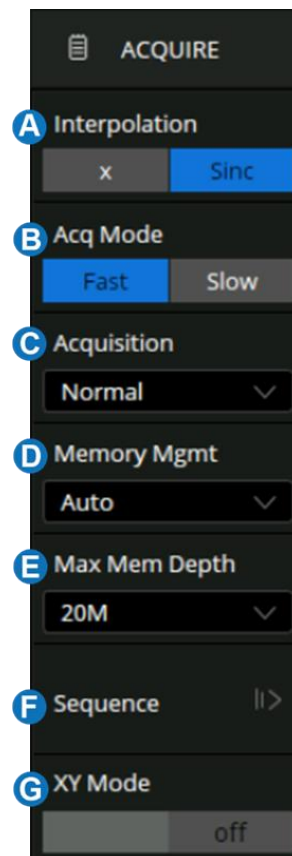 ACQUIRE
A Interpolation
x Sinc
B Acq Mode
Fast Slow
C Acquisition
Normal
D Memory Mgmt
Auto
E Max Mem Depth
20M
F Sequence
G XY Mode
off